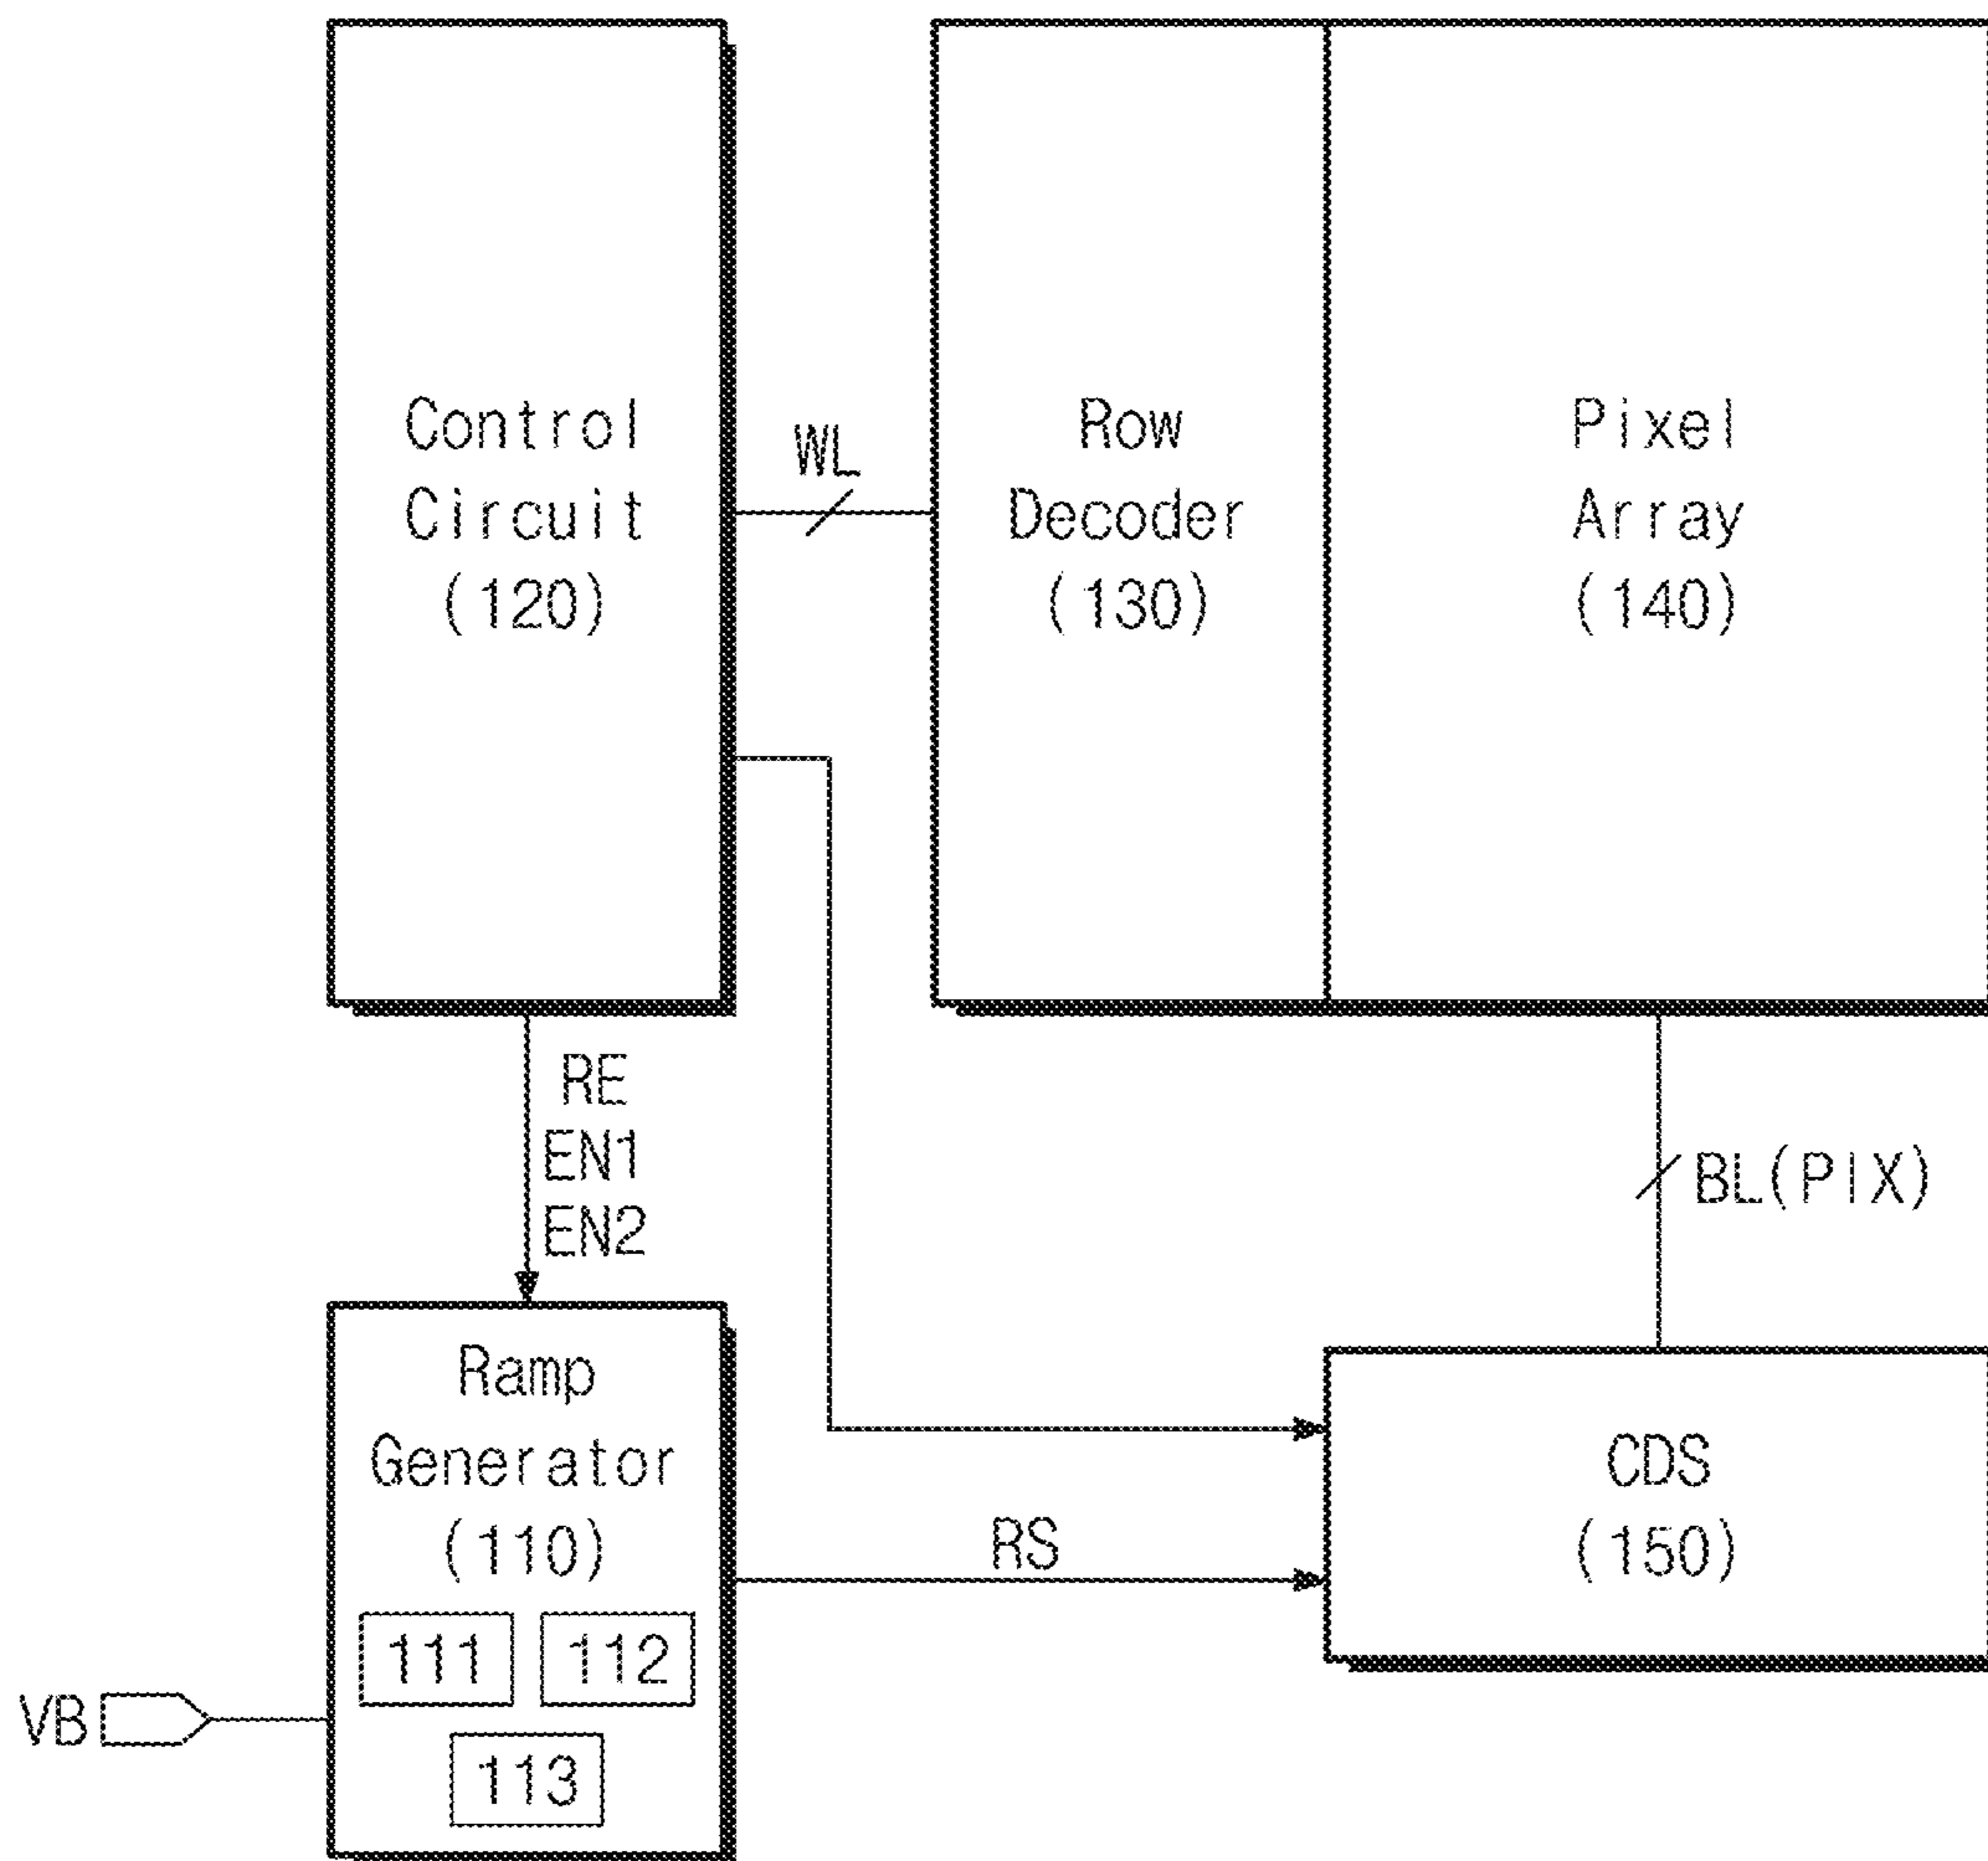 Control
Circuit
(120)
WL
Row
Decoder
(130)
Pixel
Array
(140)
RE
EN1
EN2
BL(PIX)
Ramp
Generator
(110)
111
112
113
VB
RS
CDS
(150)